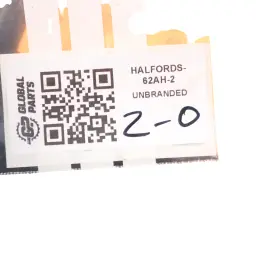 GLOBAL
PARTS
HALFORDS-
62AH-2
UNBRANDED
2-0